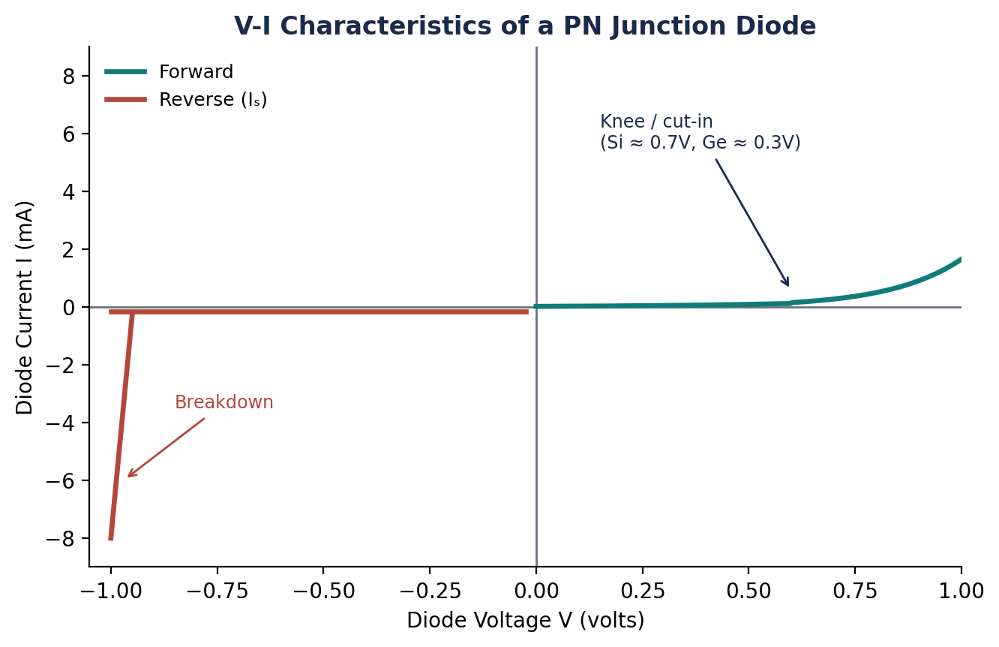 V-I Characteristics of a PN Junction Diode
Forward
Reverse (Iₛ)
Knee / cut-in
(Si ≈ 0.7V, Ge ≈ 0.3V)
Breakdown
Diode Current I (mA)
8
6
4
2
0
−2
−4
−6
−8
−1.00 −0.75 −0.50 −0.25 0.00 0.25 0.50 0.75 1.00
Diode Voltage V (volts)